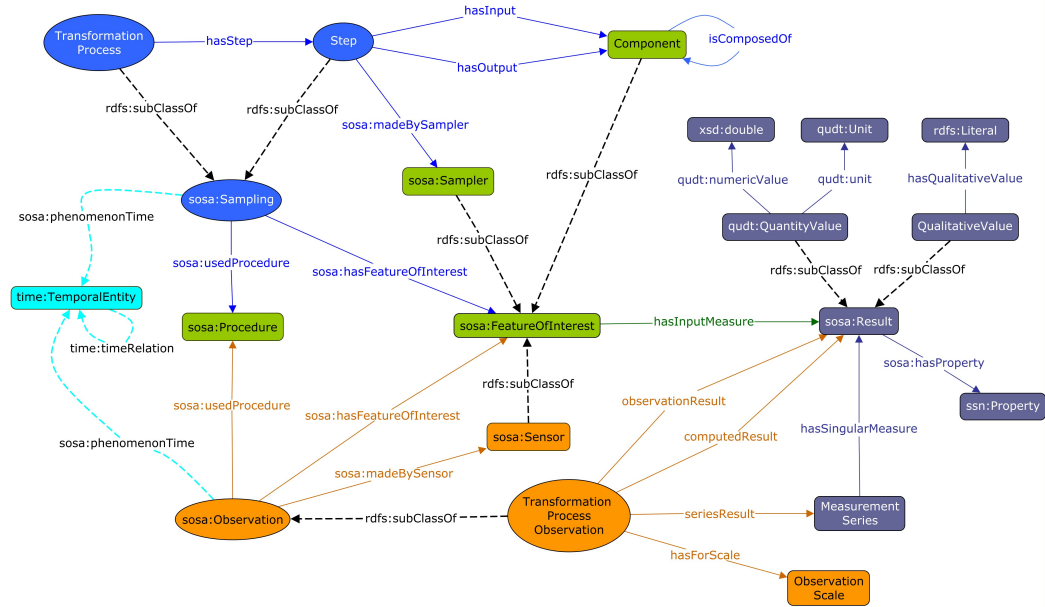 hasInput
Transformation
Process
hasStep
Step
Component
isComposedOf
hasOutput
rdfs:subClassOf
rdfs:subClassOf
sosa:madeBySampler
xsd:double
qudt:Unit
rdfs:Literal
rdfs:subClassOf
sosa:Sampler
qudt:numericValue
qudt:unit
hasQualitativeValue
sosa:Sampling
sosa:phenomenonTime
rdfs:subClassOf
qudt:QuantityValue
QualitativeValue
sosa:usedProcedure
sosa:hasFeatureOfInterest
rdfs:subClassOf
rdfs:subClassOf
time:TemporalEntity
sosa:Procedure
sosa:FeatureOfInterest
hasInputMeasure
sosa:Result
time:timeRelation
sosa:hasProperty
rdfs:subClassOf
sosa:usedProcedure
sosa:hasFeatureOfInterest
observationResult
ssn:Property
sosa:phenomenonTime
sosa:Sensor
computedResult
hasSingularMeasure
sosa:madeBySensor
sosa:Observation
rdfs:subClassOf
Transformation
Process
Observation
seriesResult
Measurement
Series
hasForScale
Observation
Scale